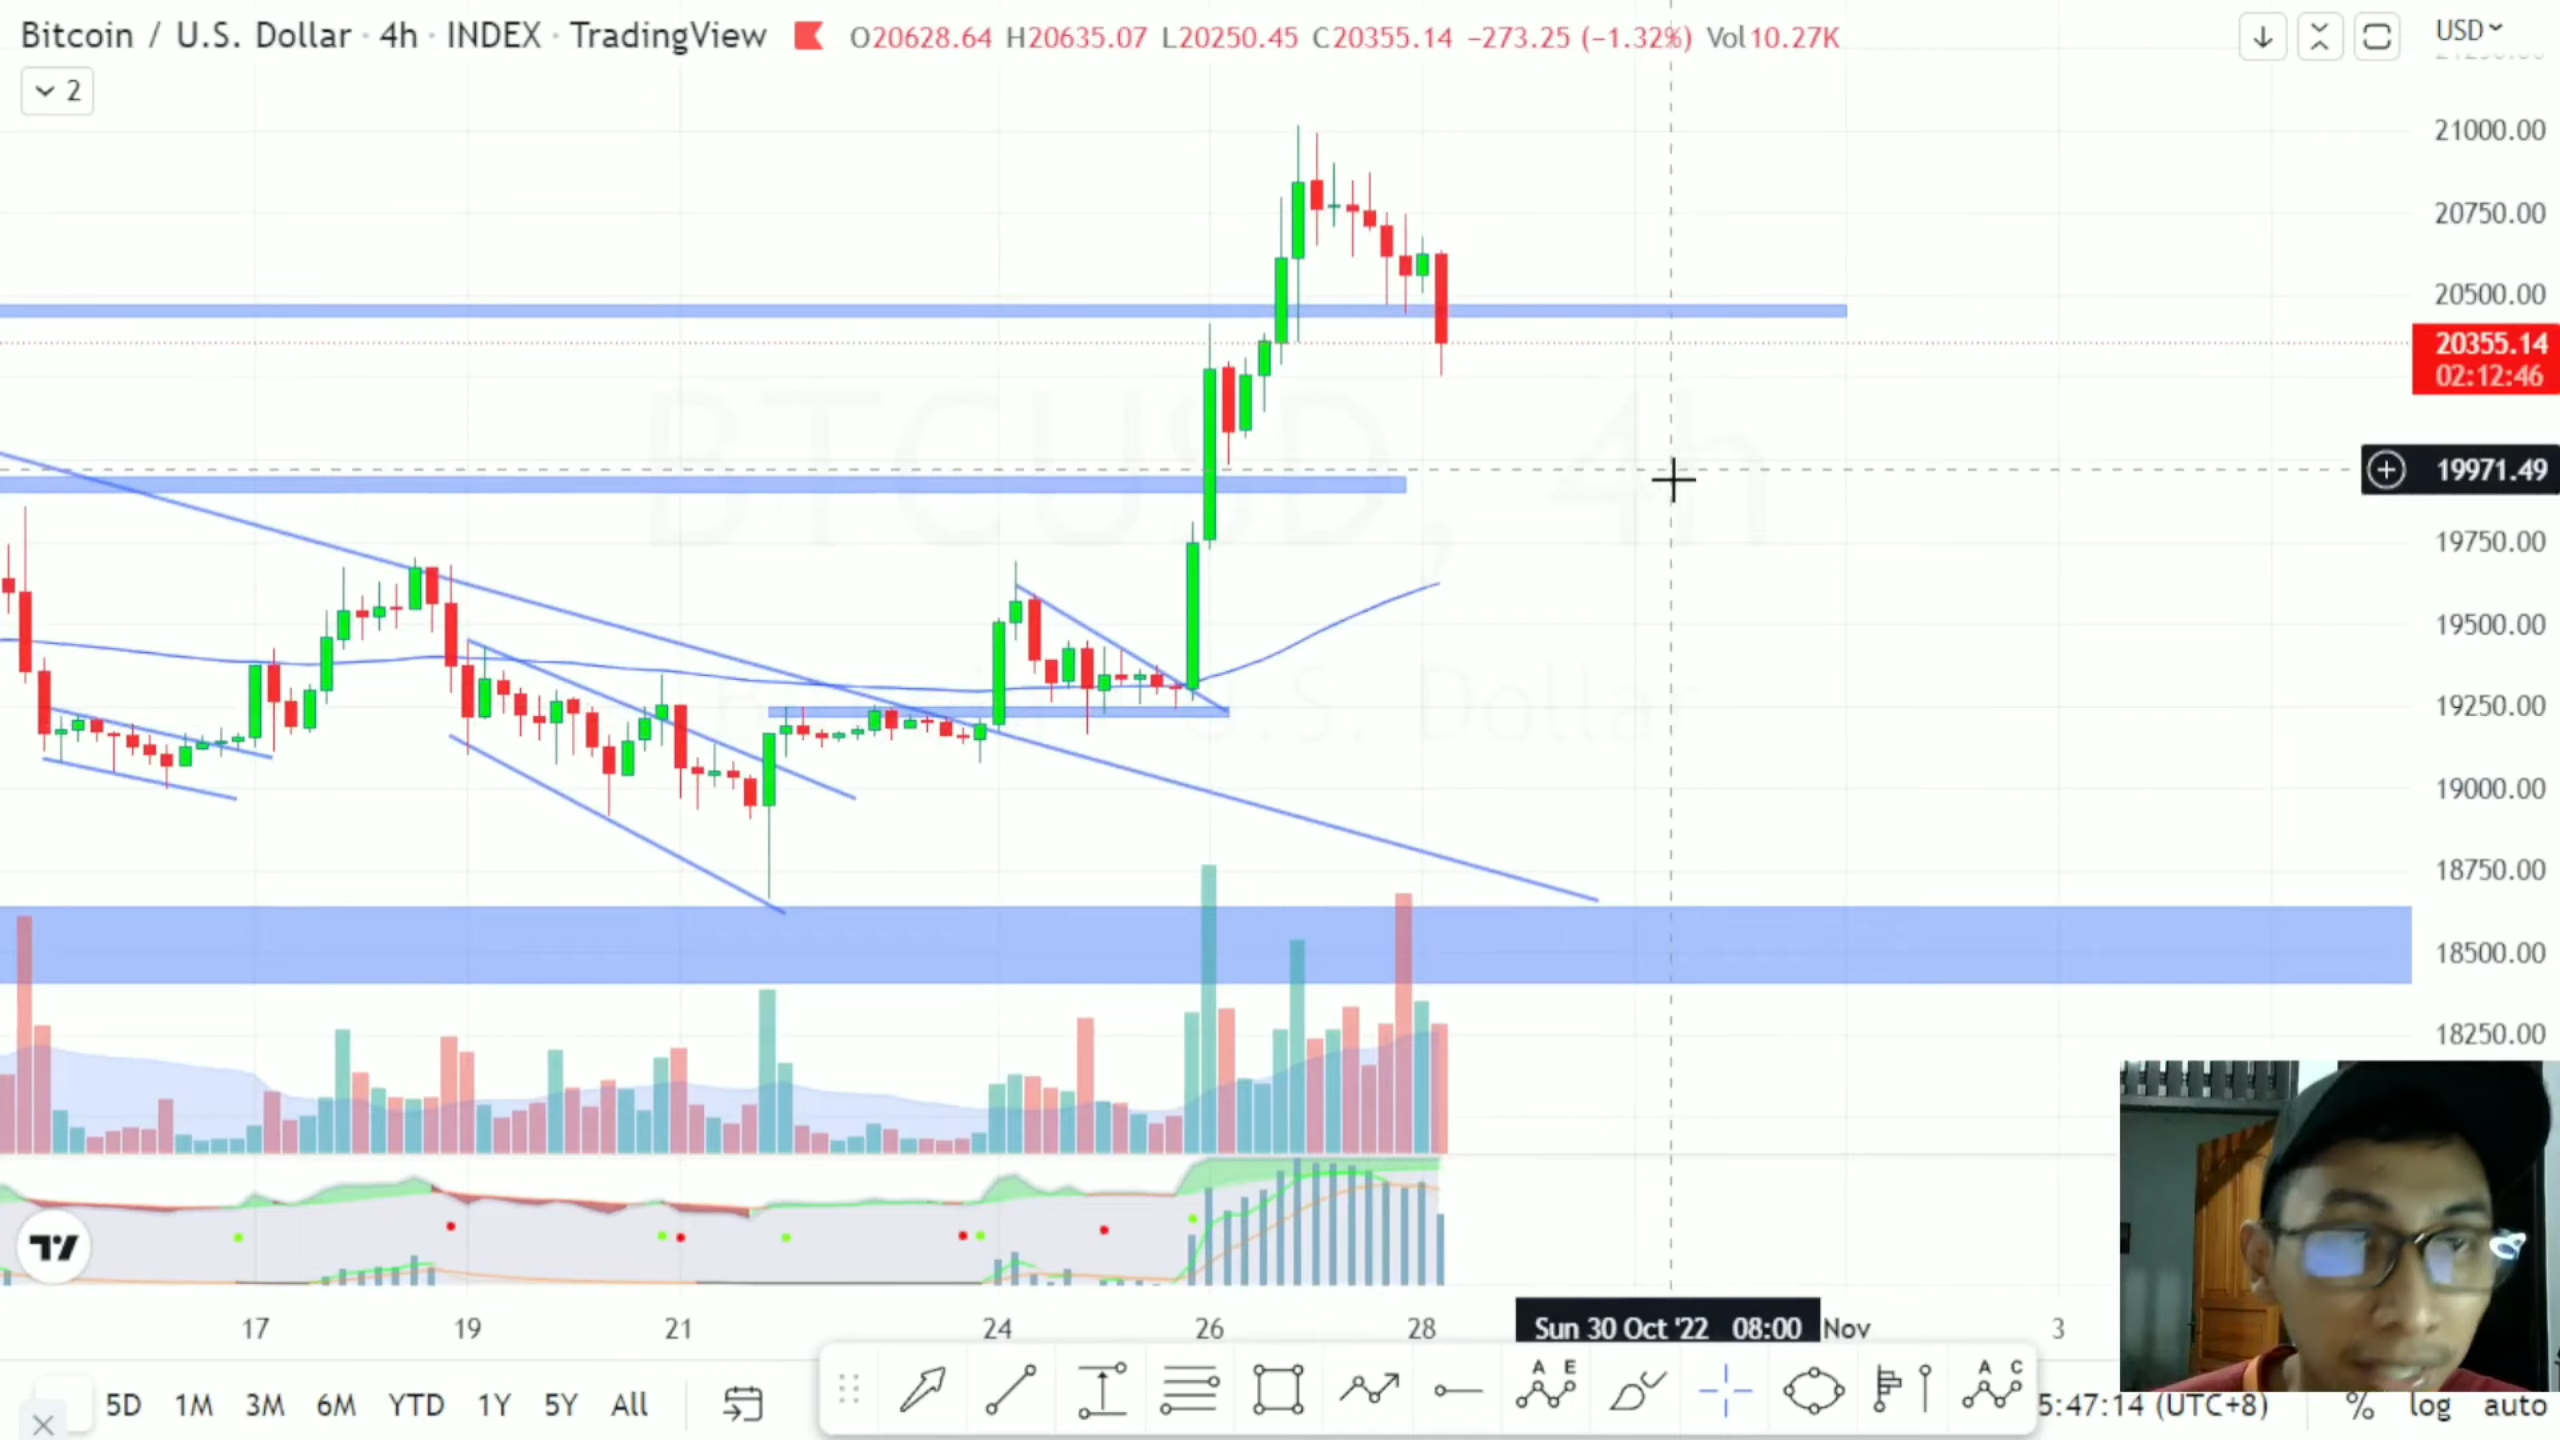 Bitcoin / U.S. Dollar · 4h · INDEX · TradingView O20628.64 H20635.07 L20250.45 C20355.14 −273.25 (−1.32%) Vol10.27K
USD
2
21000.00
20750.00
20500.00
20355.14
02:12:46
19971.49
19750.00
19500.00
19250.00
19000.00
18750.00
18500.00
18250.00
BTCUSD, 4h
U.S. Dollar
17 19 21 24 26 28 Sun 30 Oct '22 08:00 Nov 3
5D 1M 3M 6M YTD 1Y 5Y All
A E
A C
5:47:14 (UTC+8) % log auto